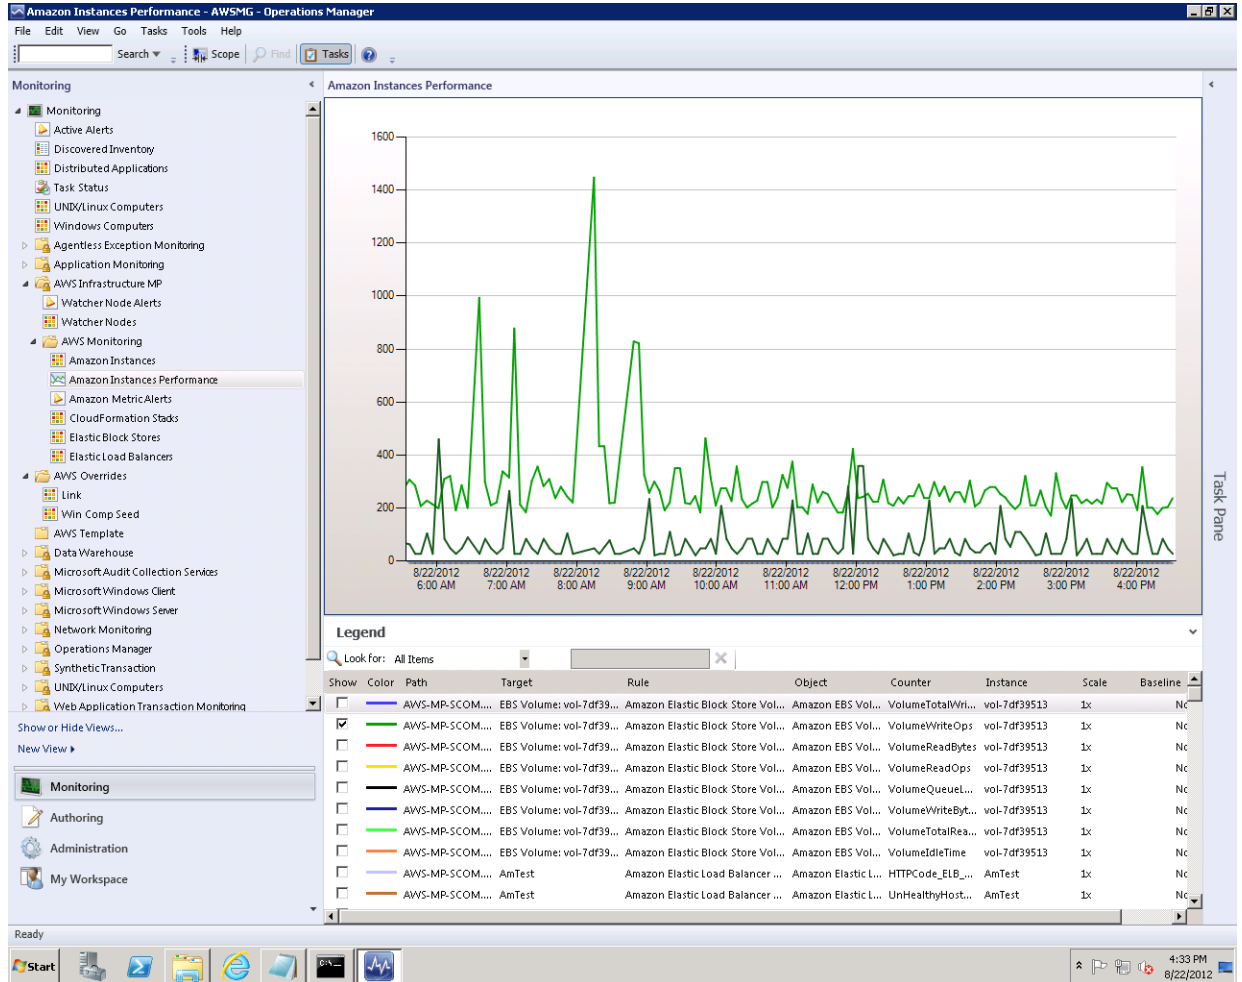 Amazon Instances Performance - AWSMG - Operations Manager
File Edit View Go Tasks Tools Help
Search Scope Find Tasks
Monitoring
Amazon Instances Performance
Monitoring
Active Alerts
Discovered Inventory
Distributed Applications
Task Status
UNIX/Linux Computers
Windows Computers
Agentless Exception Monitoring
Application Monitoring
AWS Infrastructure MP
Watcher Node Alerts
Watcher Nodes
AWS Monitoring
Amazon Instances
Amazon Instances Performance
Amazon Metric Alerts
CloudFormation Stacks
Elastic Block Stores
Elastic Load Balancers
AWS Overrides
Link
Win Comp Seed
AWS Template
Data Warehouse
Microsoft Audit Collection Services
Microsoft Windows Client
Microsoft Windows Server
Network Monitoring
Operations Manager
Synthetic Transaction
UNIX/Linux Computers
Web Application Transaction Monitoring
Show or Hide Views...
New View
Monitoring
Authoring
Administration
My Workspace
1600
1400
1200
1000
800
600
400
200
0
8/22/2012 8/22/2012 8/22/2012 8/22/2012 8/22/2012 8/22/2012 8/22/2012 8/22/2012 8/22/2012 8/22/2012 8/22/2012
6:00 AM 7:00 AM 8:00 AM 9:00 AM 10:00 AM 11:00 AM 12:00 PM 1:00 PM 2:00 PM 3:00 PM 4:00 PM
Task Pane
Legend
Look for: All Items
Show Color Path Target Rule Object Counter Instance Scale Baseline
AWS-MP-SCOM.... EBS Volume: vol-7df39... Amazon Elastic Block Store Vol... Amazon EBS Vol... VolumeTotalWri... vol-7df39513 1x No
AWS-MP-SCOM.... EBS Volume: vol-7df39... Amazon Elastic Block Store Vol... Amazon EBS Vol... VolumeWriteOps vol-7df39513 1x No
AWS-MP-SCOM.... EBS Volume: vol-7df39... Amazon Elastic Block Store Vol... Amazon EBS Vol... VolumeReadBytes vol-7df39513 1x No
AWS-MP-SCOM.... EBS Volume: vol-7df39... Amazon Elastic Block Store Vol... Amazon EBS Vol... VolumeReadOps vol-7df39513 1x No
AWS-MP-SCOM.... EBS Volume: vol-7df39... Amazon Elastic Block Store Vol... Amazon EBS Vol... VolumeQueueL... vol-7df39513 1x No
AWS-MP-SCOM.... EBS Volume: vol-7df39... Amazon Elastic Block Store Vol... Amazon EBS Vol... VolumeWriteByt... vol-7df39513 1x No
AWS-MP-SCOM.... EBS Volume: vol-7df39... Amazon Elastic Block Store Vol... Amazon EBS Vol... VolumeTotalRea... vol-7df39513 1x No
AWS-MP-SCOM.... EBS Volume: vol-7df39... Amazon Elastic Block Store Vol... Amazon EBS Vol... VolumeIdleTime vol-7df39513 1x No
AWS-MP-SCOM.... AmTest Amazon Elastic Load Balancer ... Amazon Elastic L... HTTPCode_ELB_... AmTest 1x No
AWS-MP-SCOM.... AmTest Amazon Elastic Load Balancer ... Amazon Elastic L... UnHealthyHost... AmTest 1x No
Ready
Start
4:33 PM
8/22/2012